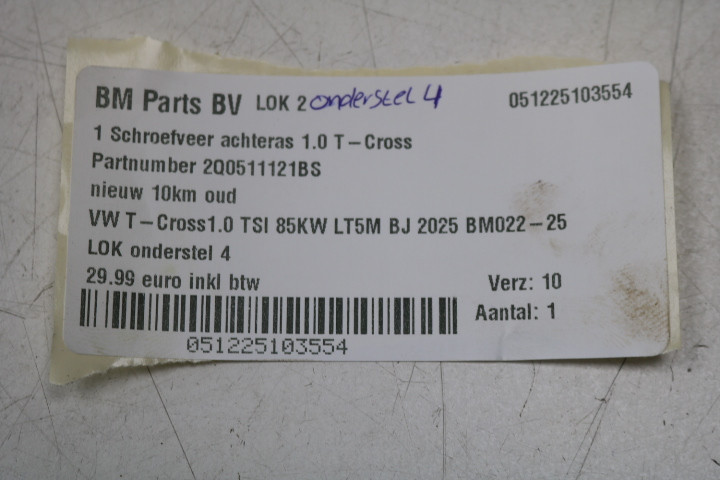 BM Parts BV LOK 2 onderstel 4 051225103554
1 Schroefveer achteras 1.0 T-Cross
Partnumber 2Q0511121BS
nieuw 10km oud
VW T-Cross1.0 TSI 85KW LT5M BJ 2025 BM022-25
LOK onderstel 4
29.99 euro inkl btw Verz: 10
Aantal: 1
051225103554